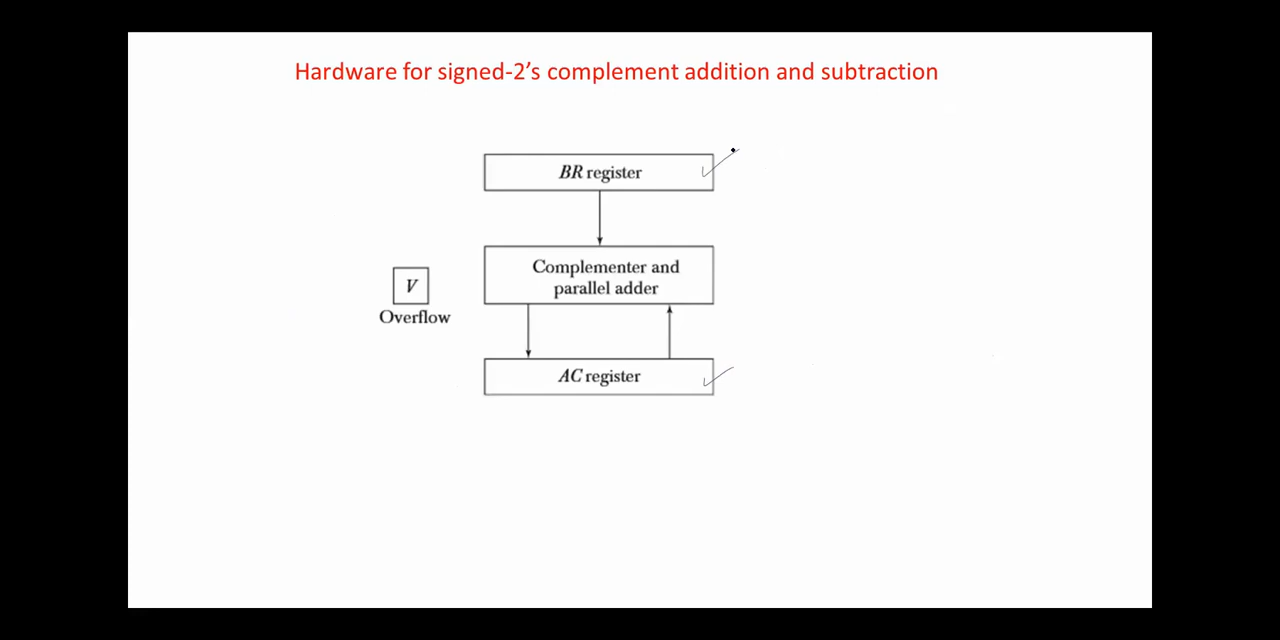 Hardware for signed-2's complement addition and subtraction
BR register
Complementer and
parallel adder
V
Overflow
AC register